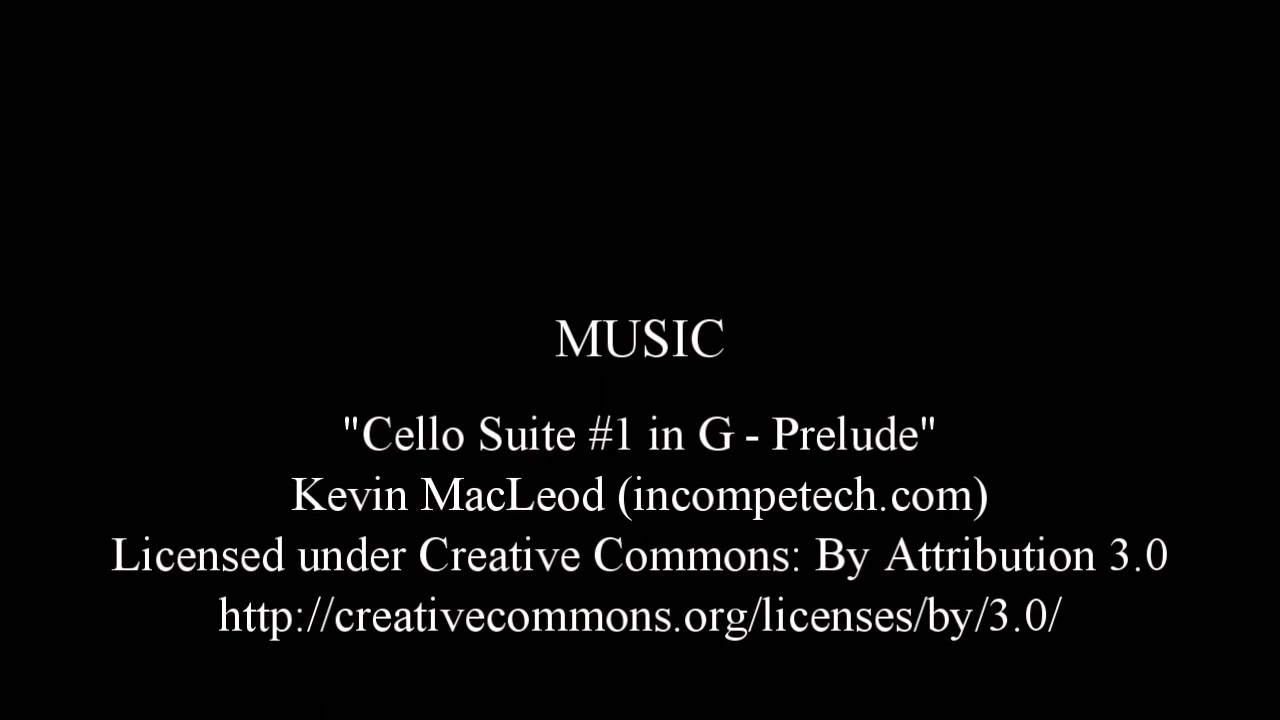 MUSIC
"Cello Suite #1 in G - Prelude"
Kevin MacLeod (incompetech.com)
Licensed under Creative Commons: By Attribution 3.0
http://creativecommons.org/licenses/by/3.0/